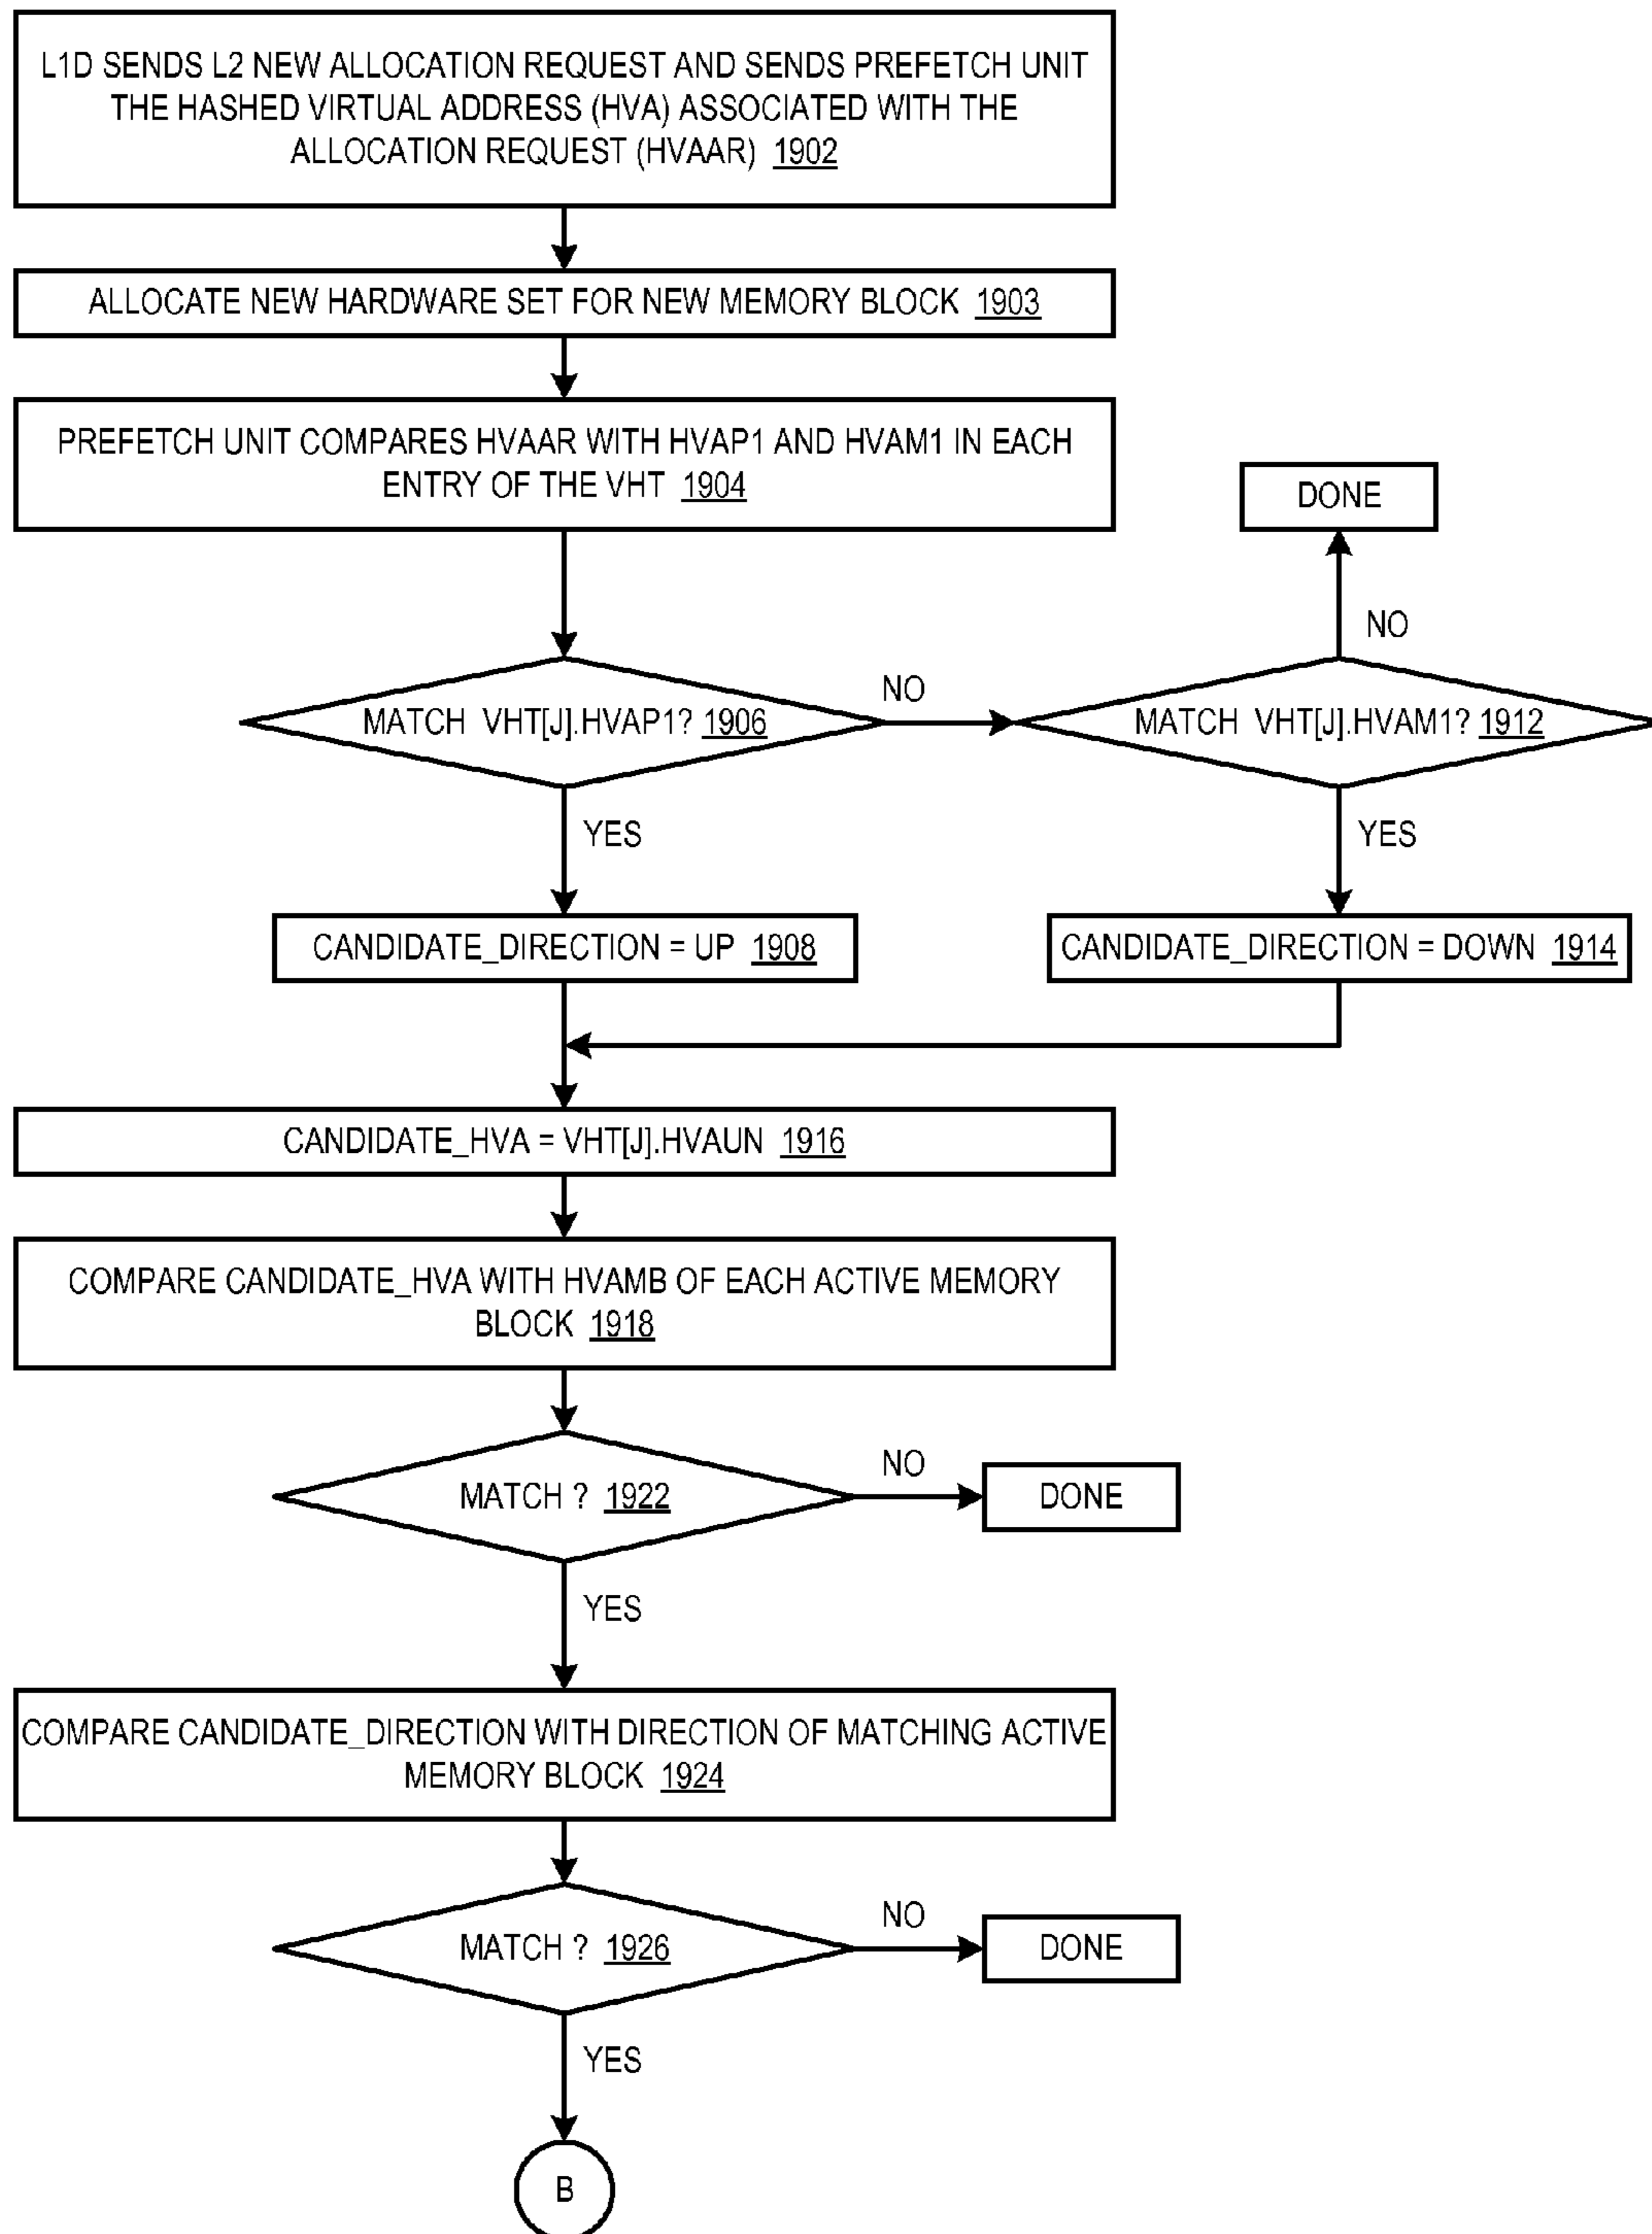 L1D SENDS L2 NEW ALLOCATION REQUEST AND SENDS PREFETCH UNIT
THE HASHED VIRTUAL ADDRESS (HVA) ASSOCIATED WITH THE
ALLOCATION REQUEST (HVAAR) 1902
ALLOCATE NEW HARDWARE SET FOR NEW MEMORY BLOCK 1903
PREFETCH UNIT COMPARES HVAAR WITH HVAP1 AND HVAM1 IN EACH
ENTRY OF THE VHT 1904
DONE
NO
MATCH VHT[J].HVAP1? 1906
NO
MATCH VHT[J].HVAM1? 1912
YES
YES
CANDIDATE_DIRECTION = UP 1908
CANDIDATE_DIRECTION = DOWN 1914
CANDIDATE_HVA = VHT[J].HVAUN 1916
COMPARE CANDIDATE_HVA WITH HVAMB OF EACH ACTIVE MEMORY
BLOCK 1918
MATCH ? 1922
NO
DONE
YES
COMPARE CANDIDATE_DIRECTION WITH DIRECTION OF MATCHING ACTIVE
MEMORY BLOCK 1924
MATCH ? 1926
NO
DONE
YES
B